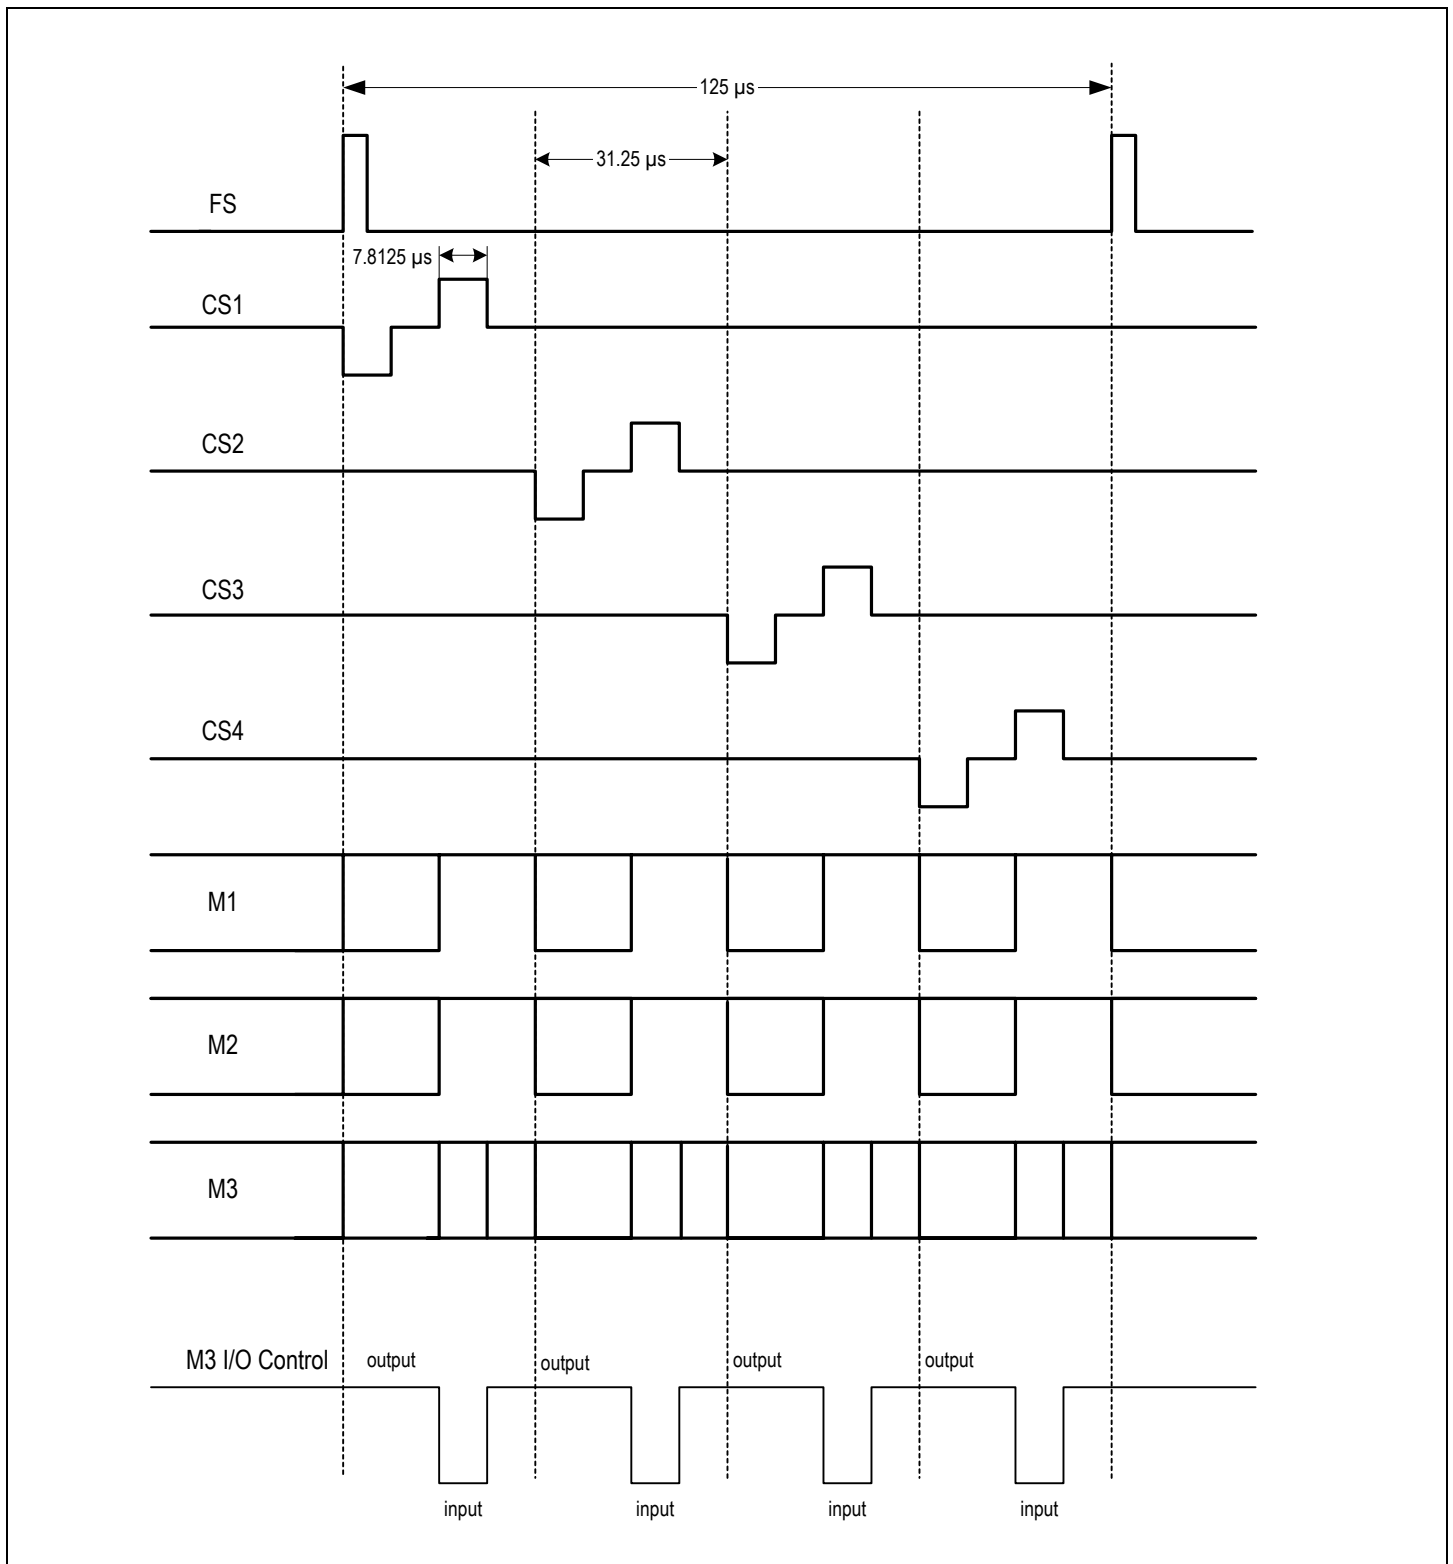 125 µs
31.25 µs
FS
7.8125 µs
CS1
CS2
CS3
CS4
M1
M2
M3
M3 I/O Control
output
output
output
output
input
input
input
input